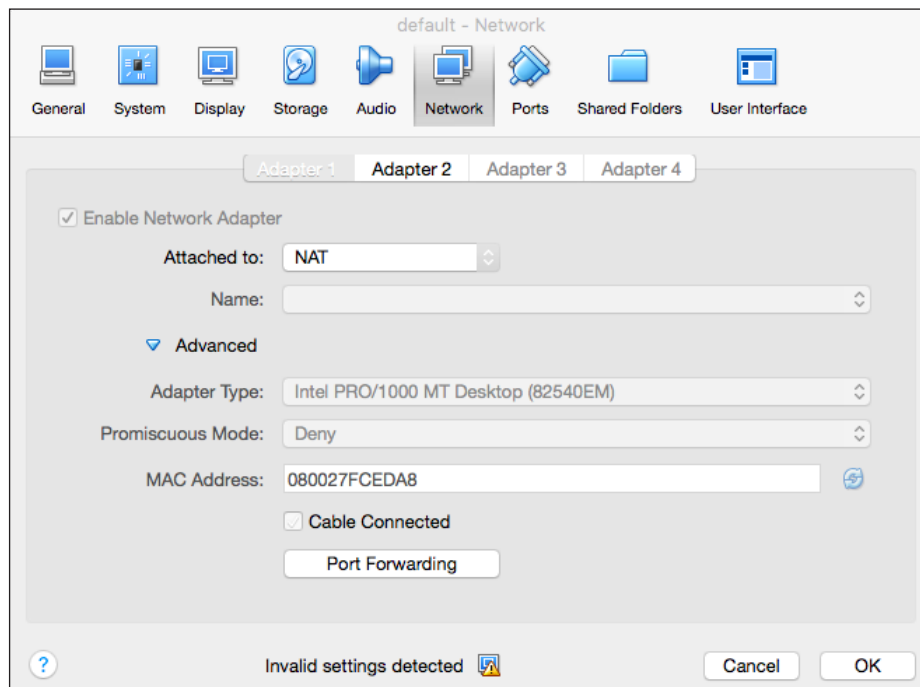 default - Network
General System Display Storage Audio Network Ports Shared Folders User Interface
Adapter 1 Adapter 2 Adapter 3 Adapter 4
Enable Network Adapter
Attached to: NAT
Name:
Advanced
Adapter Type: Intel PRO/1000 MT Desktop (82540EM)
Promiscuous Mode: Deny
MAC Address: 080027FCEDA8
Cable Connected
Port Forwarding
? Invalid settings detected Cancel OK